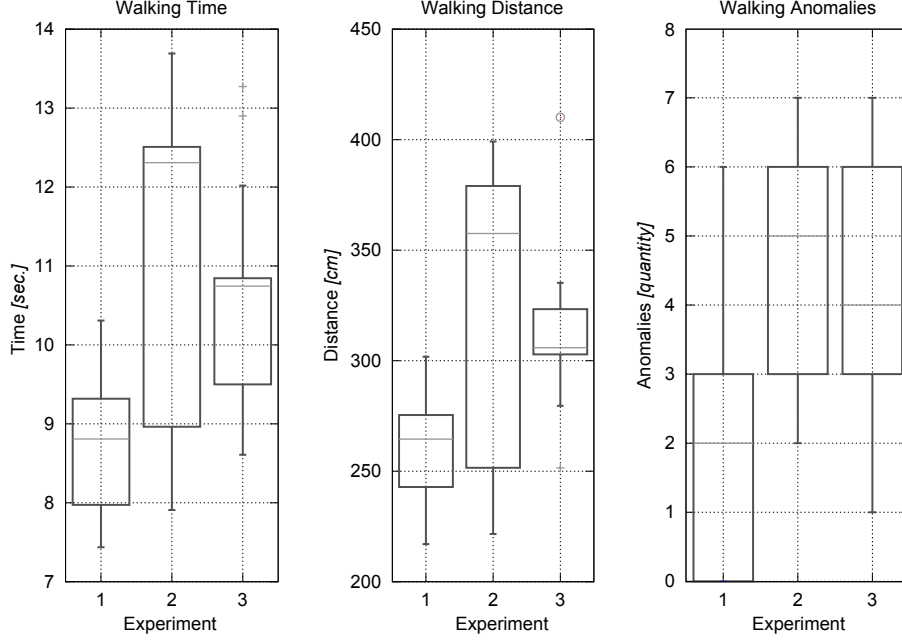 Walking Time
14
13
12
11
10
9
8
7
Time [sec.]
1 2 3
Experiment
Walking Distance
450
400
350
300
250
200
Distance [cm]
1 2 3
Experiment
Walking Anomalies
8
7
6
5
4
3
2
1
0
Anomalies [quantity]
1 2 3
Experiment